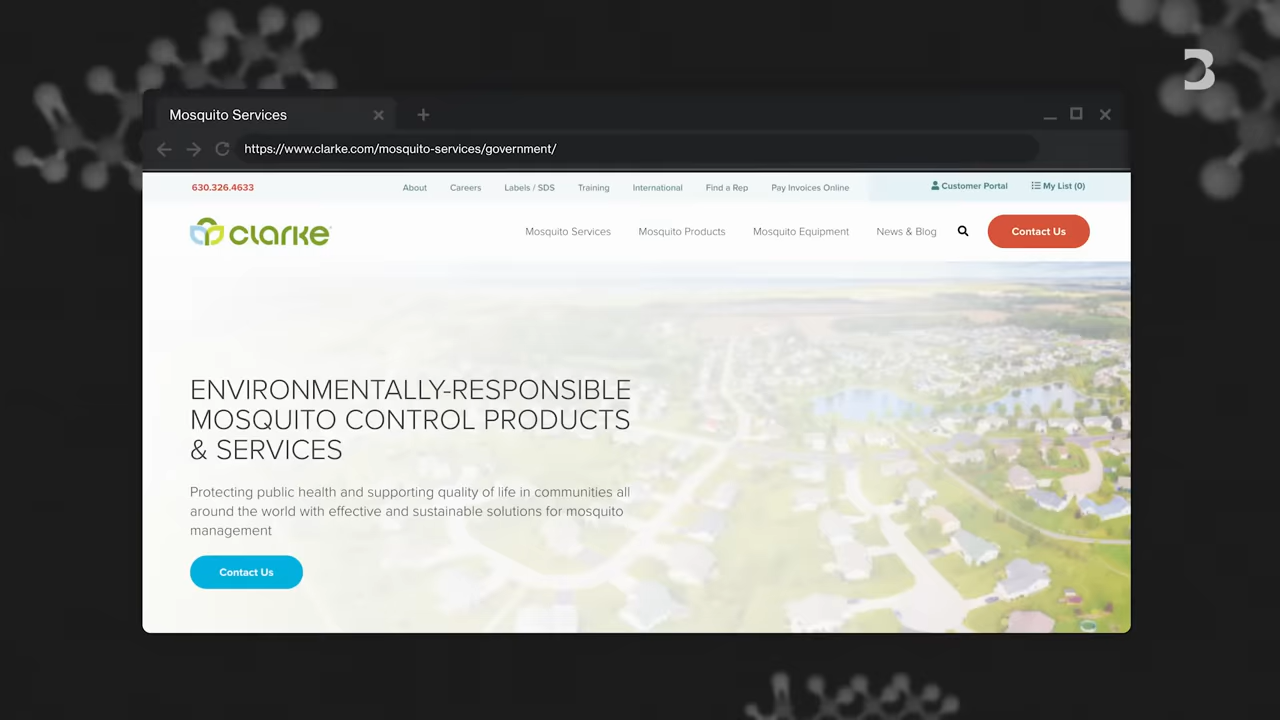 3
Mosquito Services
https://www.clarke.com/mosquito-services/government/
630.326.4633 About Careers Labels / SDS Training International Find a Rep Pay Invoices Online Customer Portal My List (0)
clarke Mosquito Services Mosquito Products Mosquito Equipment News & Blog Contact Us
ENVIRONMENTALLY-RESPONSIBLE
MOSQUITO CONTROL PRODUCTS
& SERVICES
Protecting public health and supporting quality of life in communities all
around the world with effective and sustainable solutions for mosquito
management
Contact Us